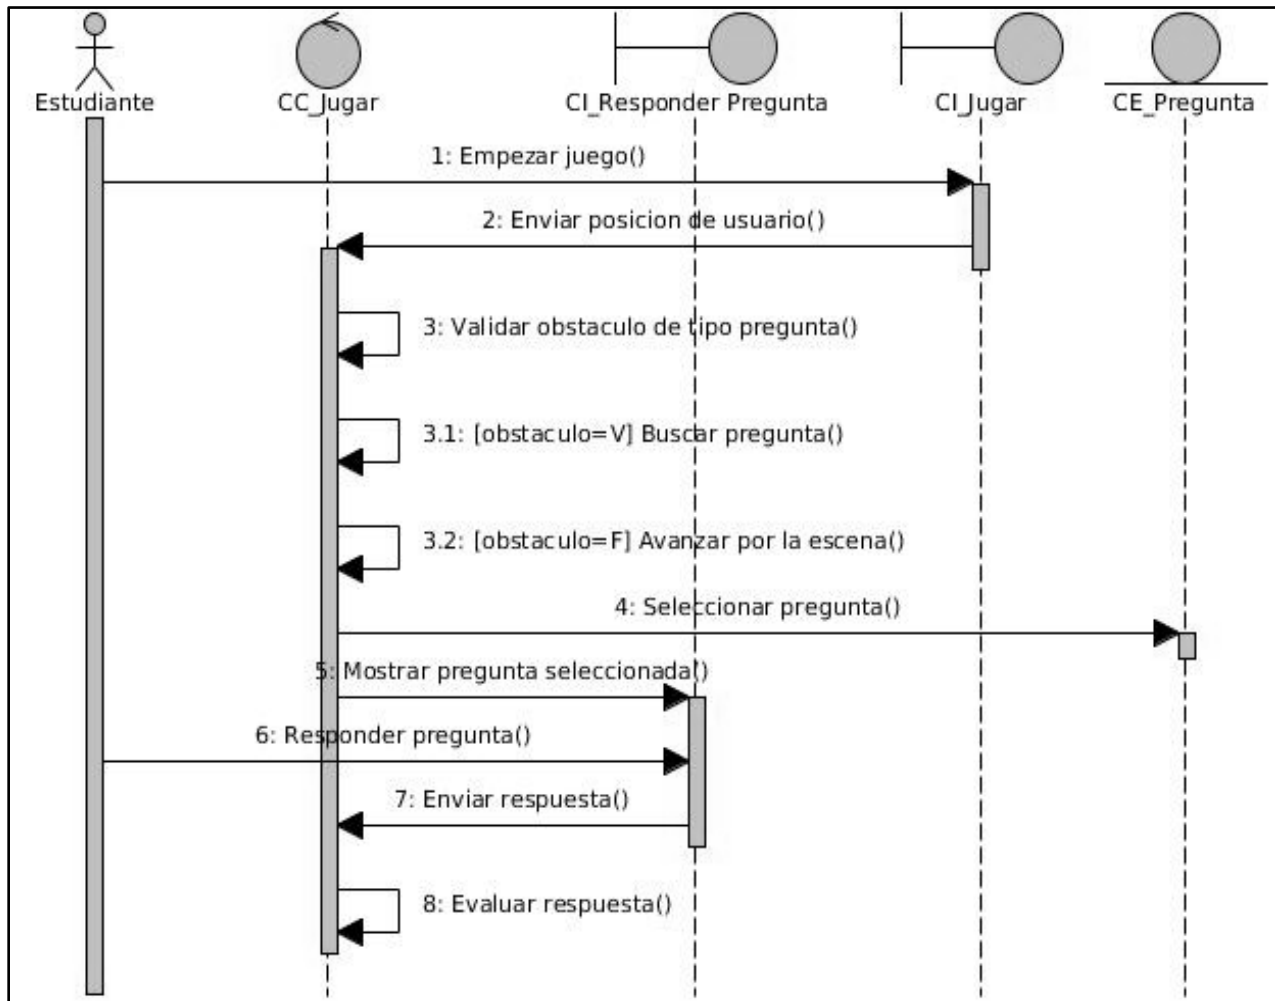 Estudiante
CC_Jugar
CI_Responder Pregunta
CI_Jugar
CE_Pregunta
1: Empezar juego()
2: Enviar posicion de usuario()
3: Validar obstaculo de tipo pregunta()
3.1: [obstaculo=V] Buscar pregunta()
3.2: [obstaculo=F] Avanzar por la escena()
4: Seleccionar pregunta()
5: Mostrar pregunta seleccionada()
6: Responder pregunta()
7: Enviar respuesta()
8: Evaluar respuesta()